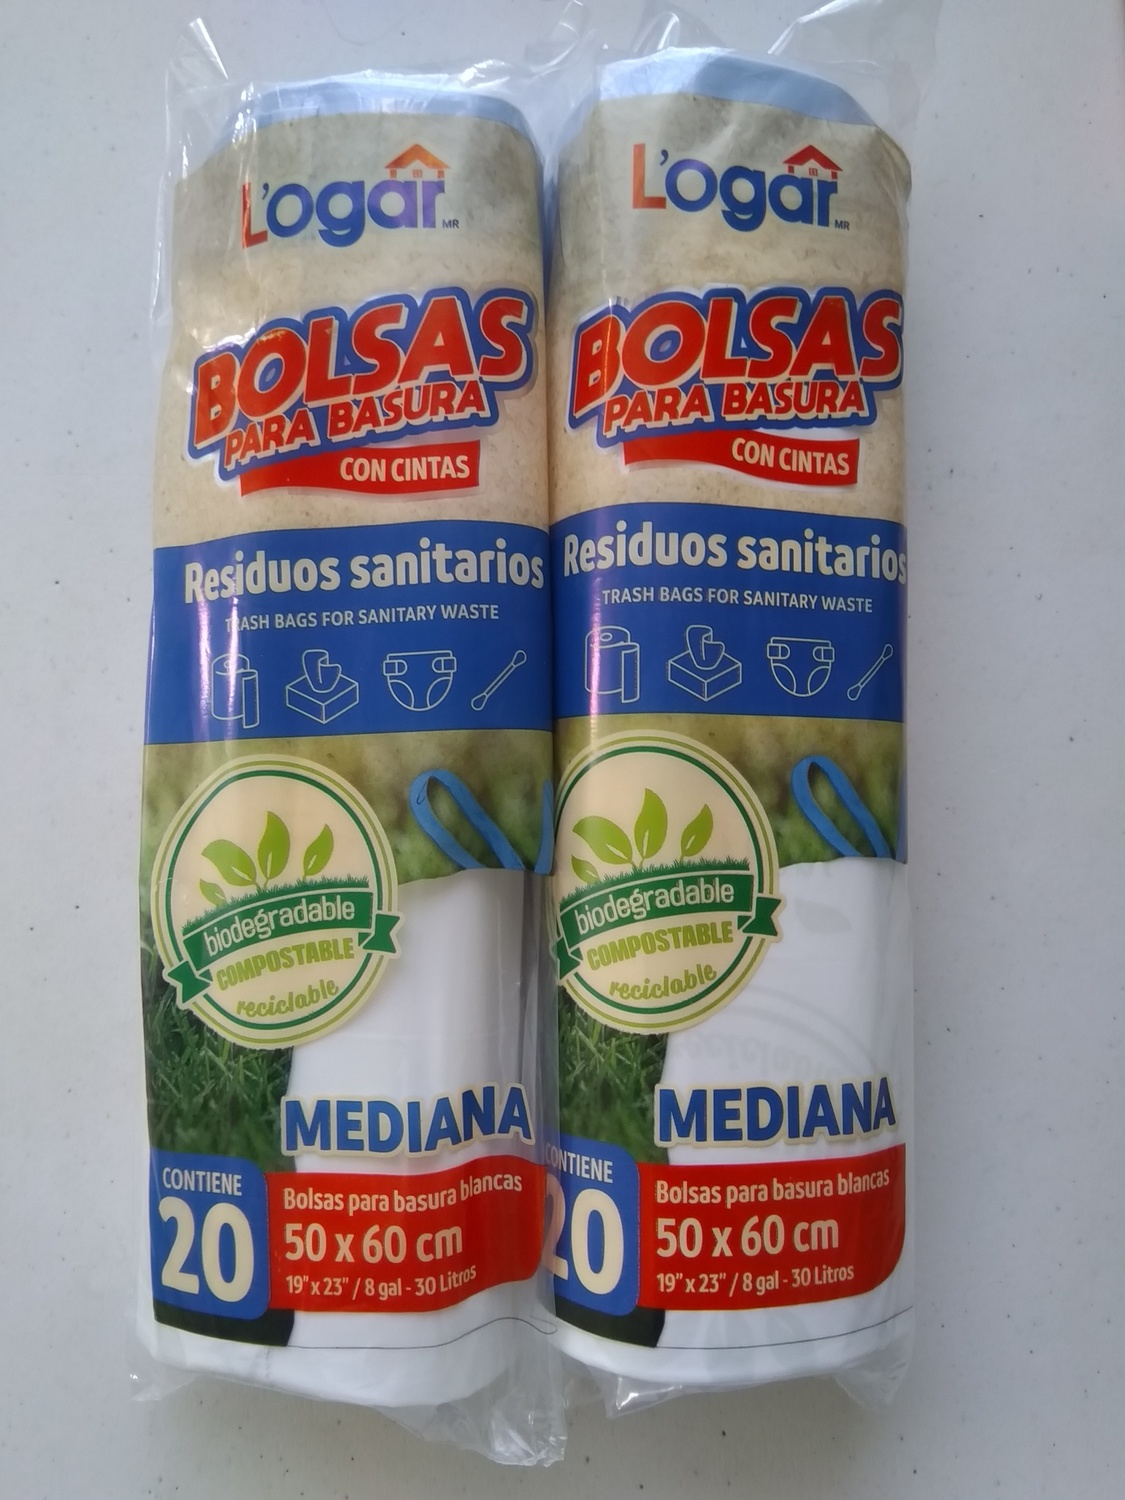 L'ogar MR
BOLSAS
PARA BASURA
CON CINTAS
Residuos sanitarios
TRASH BAGS FOR SANITARY WASTE
biodegradable
COMPOSTABLE
reciclable
MEDIANA
CONTIENE
20
Bolsas para basura blancas
50 x 60 cm
19" x 23" / 8 gal - 30 Litros
L'ogar MR
BOLSAS
PARA BASURA
CON CINTAS
Residuos sanitarios
TRASH BAGS FOR SANITARY WASTE
biodegradable
COMPOSTABLE
reciclable
MEDIANA
CONTIENE
20
Bolsas para basura blancas
50 x 60 cm
19" x 23" / 8 gal - 30 Litros